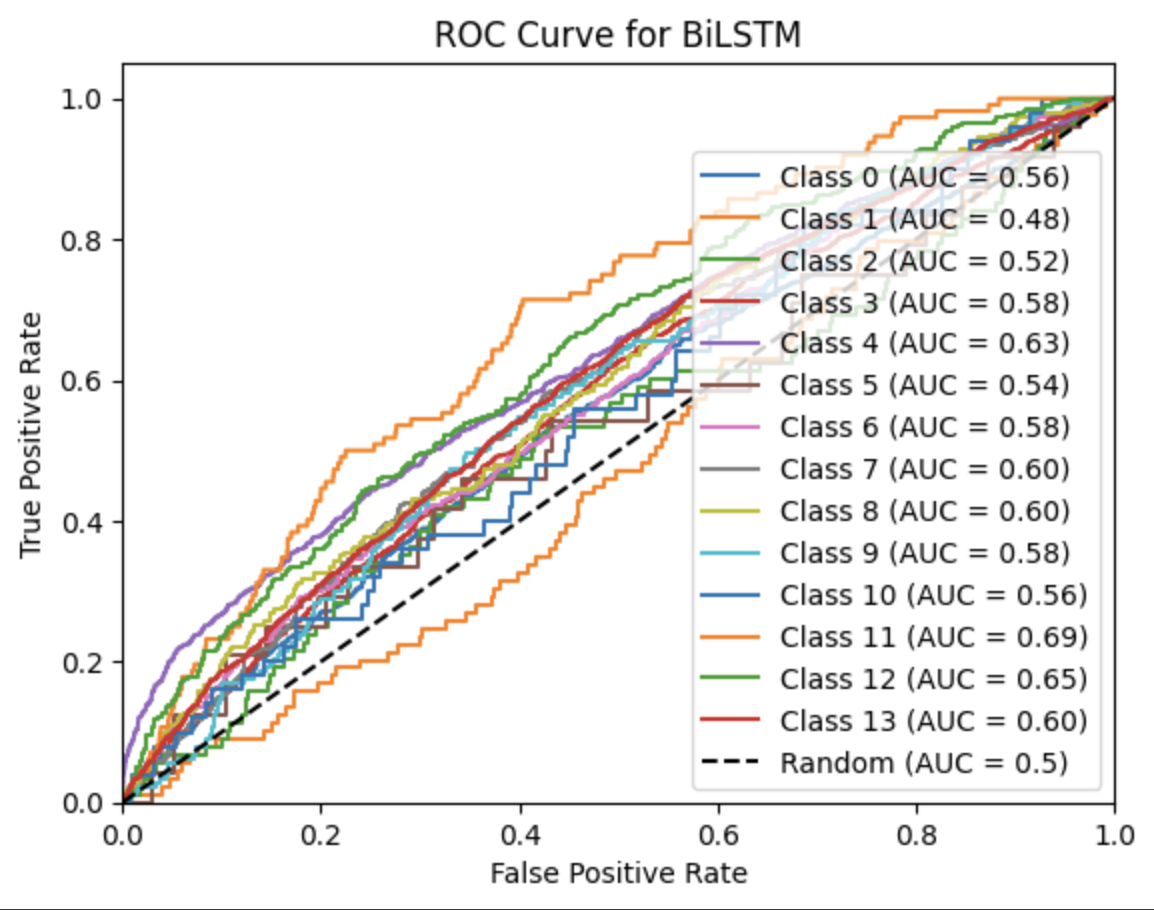 ROC Curve for BiLSTM
True Positive Rate
1.0
0.8
0.6
0.4
0.2
0.0
Class 0 (AUC = 0.56)
Class 1 (AUC = 0.48)
Class 2 (AUC = 0.52)
Class 3 (AUC = 0.58)
Class 4 (AUC = 0.63)
Class 5 (AUC = 0.54)
Class 6 (AUC = 0.58)
Class 7 (AUC = 0.60)
Class 8 (AUC = 0.60)
Class 9 (AUC = 0.58)
Class 10 (AUC = 0.56)
Class 11 (AUC = 0.69)
Class 12 (AUC = 0.65)
Class 13 (AUC = 0.60)
Random (AUC = 0.5)
0.0 0.2 0.4 0.6 0.8 1.0
False Positive Rate